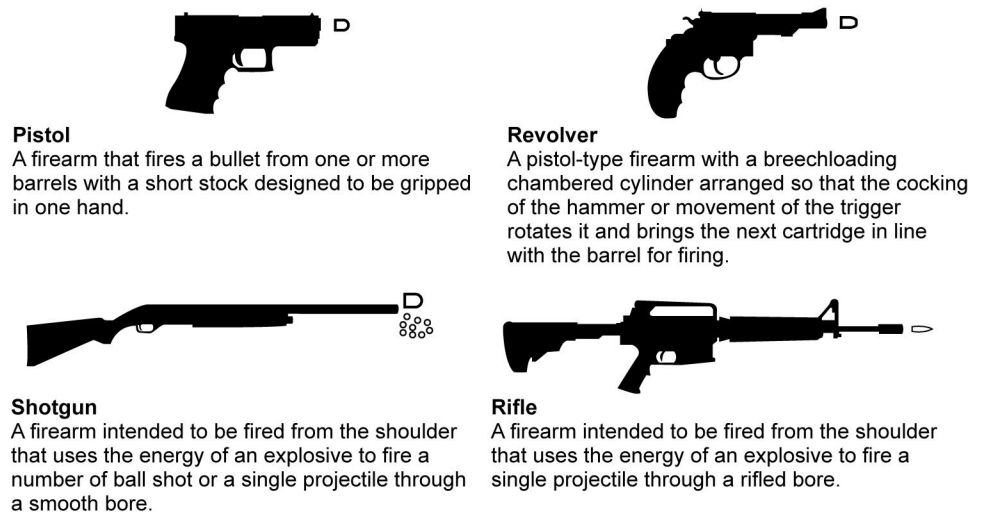 Pistol
A firearm that fires a bullet from one or more
barrels with a short stock designed to be gripped
in one hand.
Revolver
A pistol-type firearm with a breechloading
chambered cylinder arranged so that the cocking
of the hammer or movement of the trigger
rotates it and brings the next cartridge in line
with the barrel for firing.
Shotgun
A firearm intended to be fired from the shoulder
that uses the energy of an explosive to fire a
number of ball shot or a single projectile through
a smooth bore.
Rifle
A firearm intended to be fired from the shoulder
that uses the energy of an explosive to fire a
single projectile through a rifled bore.